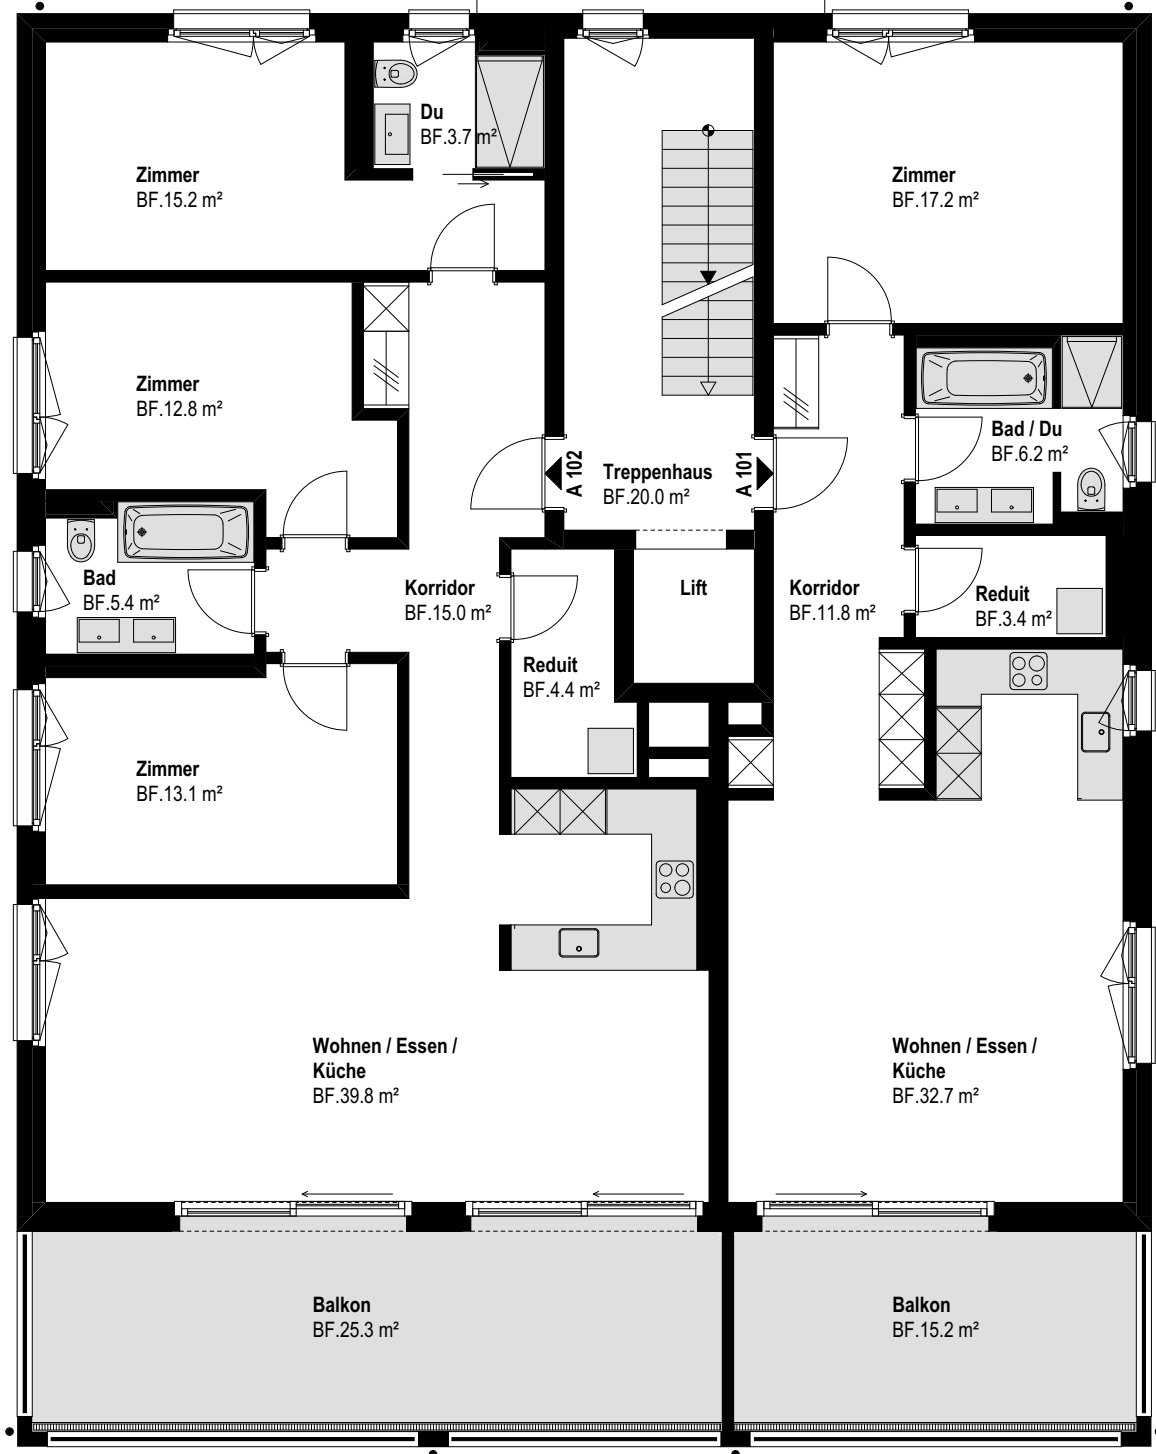 Du
BF.3.7 m²
Zimmer
BF.15.2 m²
Zimmer
BF.17.2 m²
Zimmer
BF.12.8 m²
Bad / Du
BF.6.2 m²
A 102
Treppenhaus
BF.20.0 m²
A 101
Bad
BF.5.4 m²
Korridor
BF.15.0 m²
Lift
Korridor
BF.11.8 m²
Reduit
BF.3.4 m²
Reduit
BF.4.4 m²
Zimmer
BF.13.1 m²
Wohnen / Essen /
Küche
BF.39.8 m²
Wohnen / Essen /
Küche
BF.32.7 m²
Balkon
BF.25.3 m²
Balkon
BF.15.2 m²